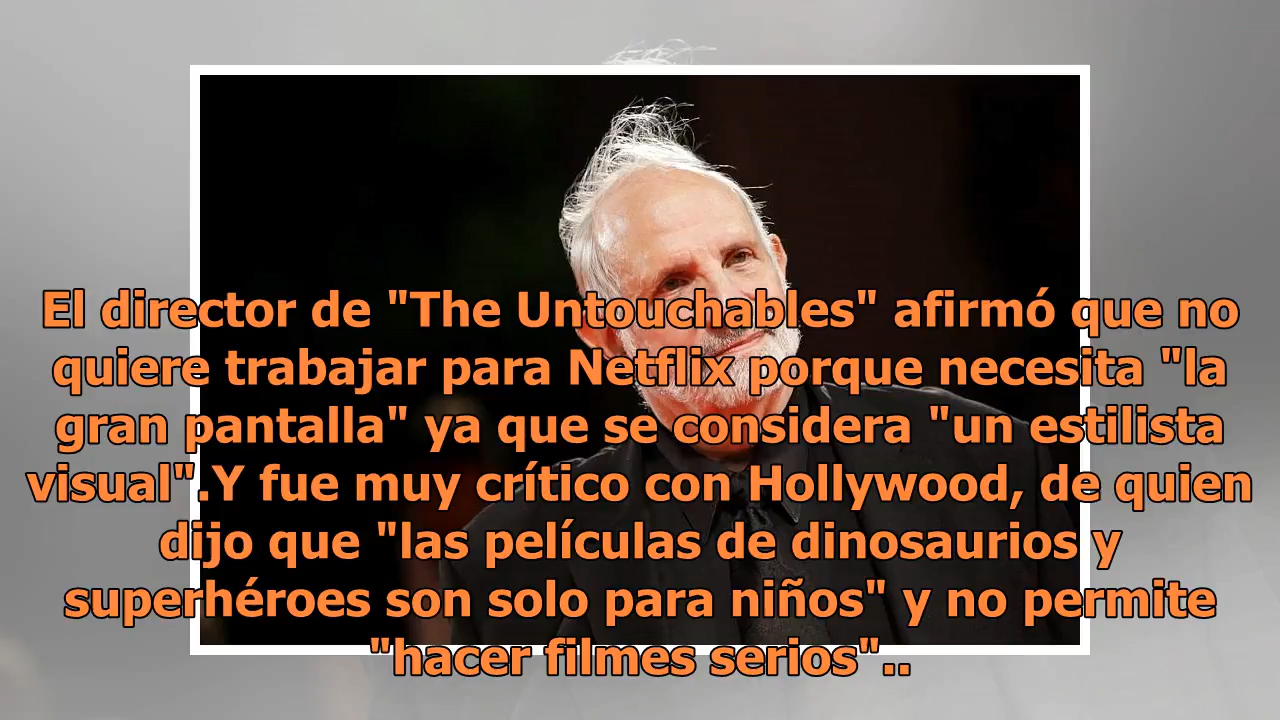 El director de "The Untouchables" afirmó que no
quiere trabajar para Netflix porque necesita "la
gran pantalla" ya que se considera "un estilista
visual".Y fue muy crítico con Hollywood, de quien
dijo que "las películas de dinosaurios y
superhéroes son solo para niños" y no permite
"hacer filmes serios"..